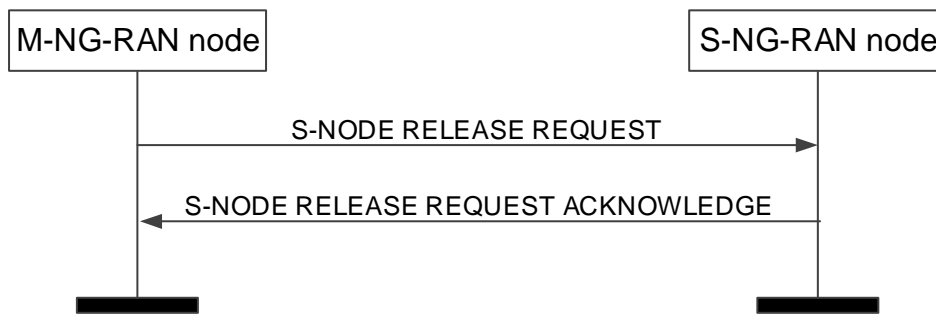 M-NG-RAN node
S-NG-RAN node
S-NODE RELEASE REQUEST
S-NODE RELEASE REQUEST ACKNOWLEDGE